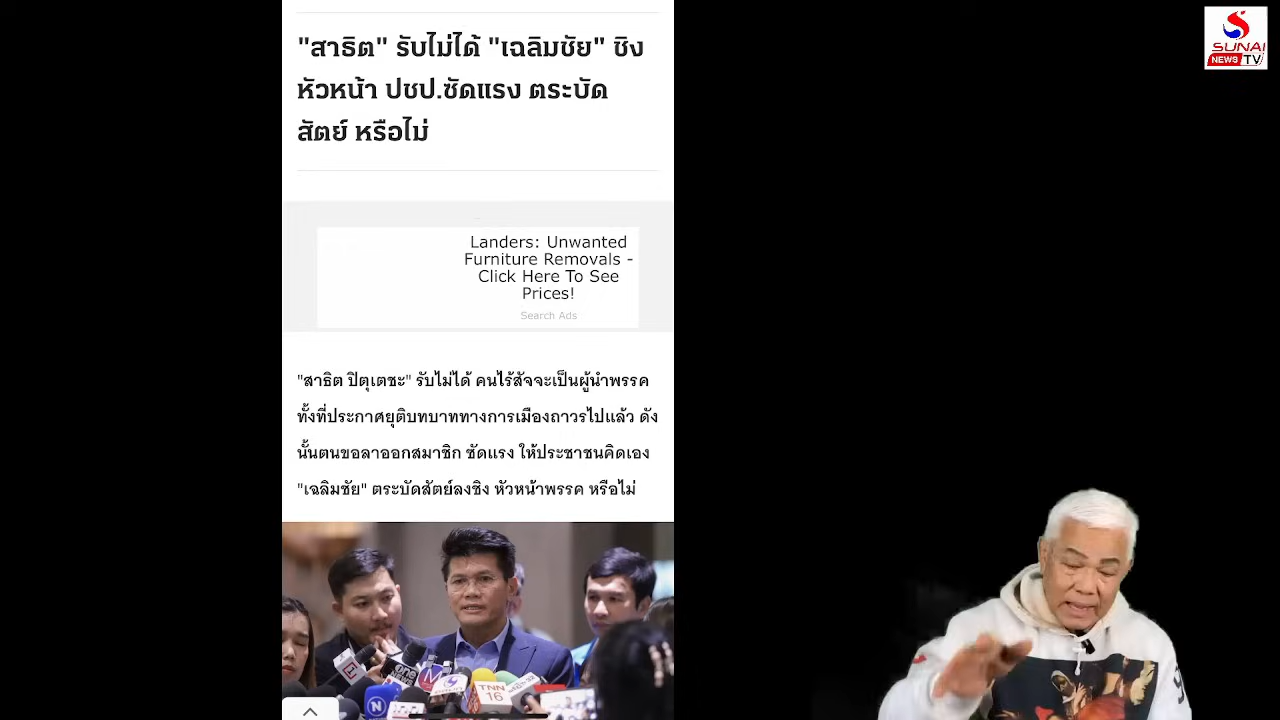 "สาธิต" รับไม่ได้ "เฉลิมชัย" ชิง
หัวหน้า ปชป.ซัดแรง ตระบัด
สัตย์ หรือไม่
SUNAI
NEWS TV
Landers: Unwanted
Furniture Removals -
Click Here To See
Prices!
Search Ads
"สาธิต ปิตุเตชะ" รับไม่ได้ คนไร้สัจจะเป็นผู้นำพรรค
ทั้งที่ประกาศยุติบทบาททางการเมืองถาวรไปแล้ว ดัง
นั้นตนขอลาออกสมาชิก ซัดแรง ให้ประชาชนคิดเอง
"เฉลิมชัย" ตระบัดสัตย์ลงชิง หัวหน้าพรรค หรือไม่
one
TNN
16
N